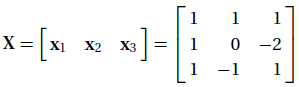 X = [ x₁ x₂ x₃ ] = [ 1 1 1
1 0 −2
1 −1 1 ]